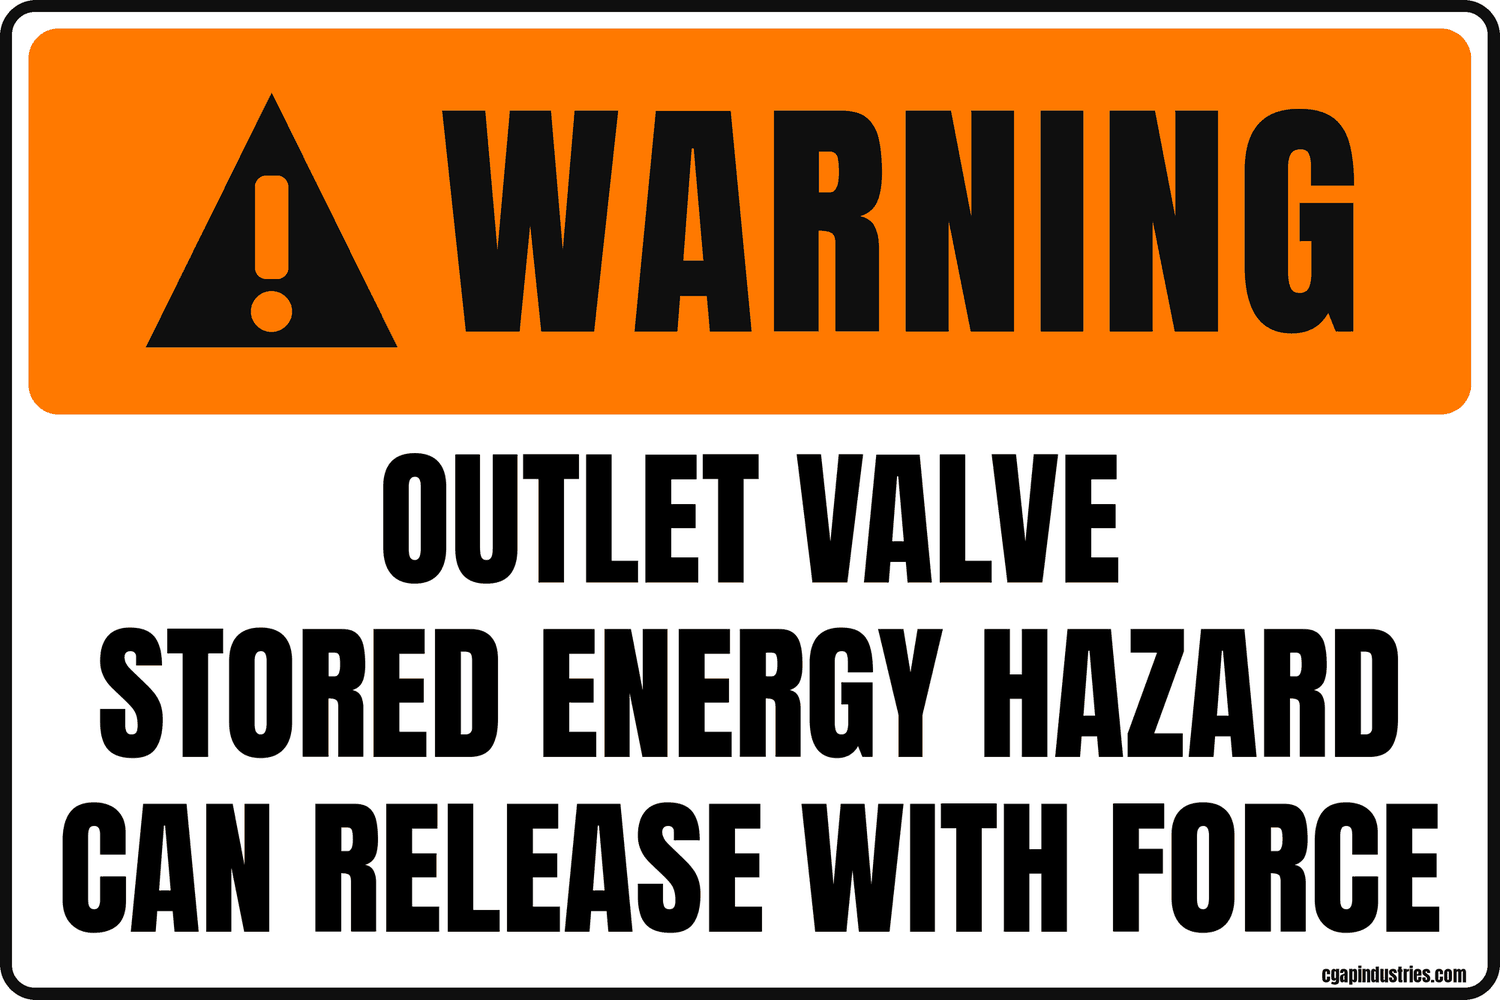 WARNING
OUTLET VALVE
STORED ENERGY HAZARD
CAN RELEASE WITH FORCE
cgapindustries.com